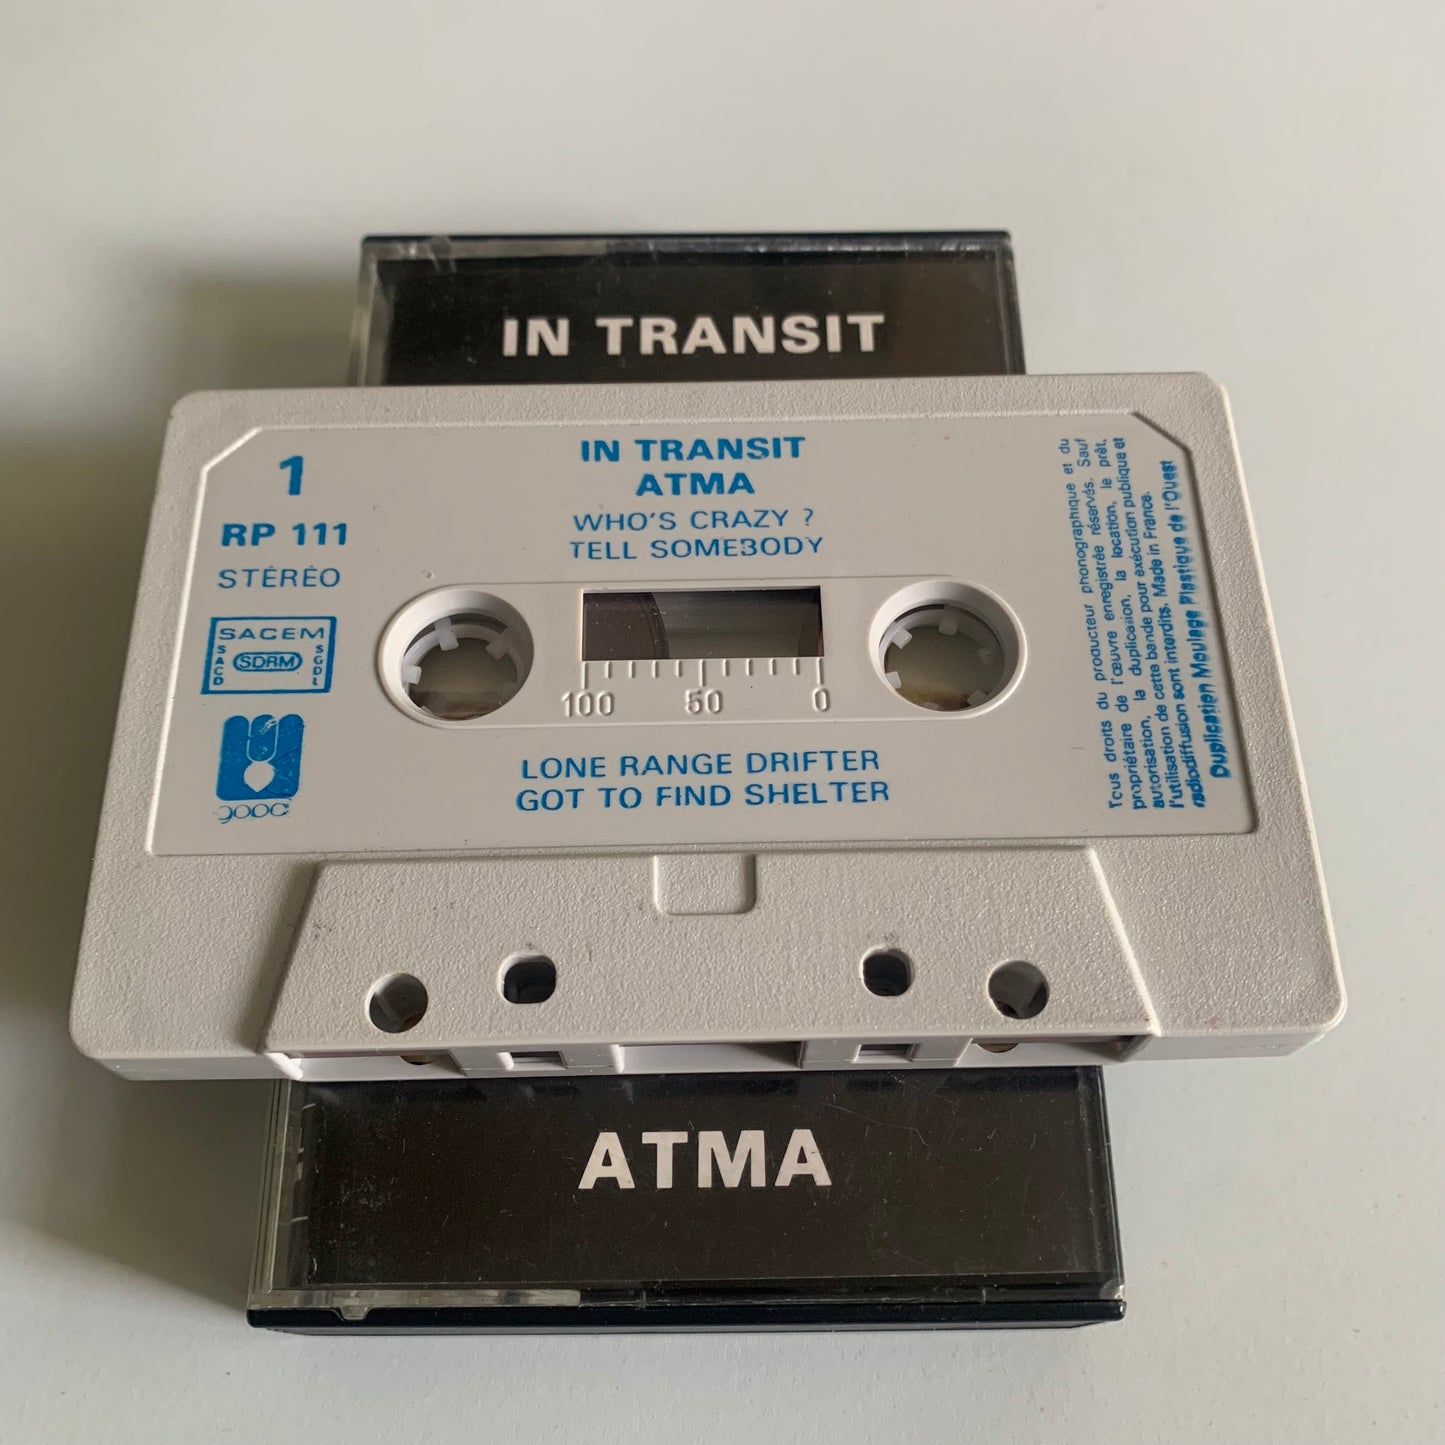 IN TRANSIT
1
RP 111
STÉRÉO
SACEM
SACD
SDRM
SGDL
IN TRANSIT
ATMA
WHO'S CRAZY ?
TELL SOMEBODY
100 50 0
LONE RANGE DRIFTER
GOT TO FIND SHELTER
Tous droits du producteur phonographique et du
propriétaire de l'œuvre enregistrée réservés. Sauf
autorisation, la duplication, la location, le prêt,
l'utilisation de cette bande pour exécution publique et
radiodiffusion sont interdits. Made in France.
Duplication Moulage Plastique de l'Ouest
ATMA